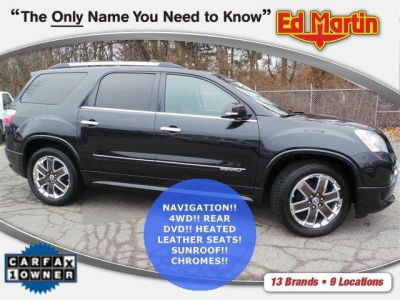 “The Only Name You Need to Know”
Ed Martin
NAVIGATION!!
4WD!! REAR
DVD!! HEATED
LEATHER SEATS!
SUNROOF!!
CHROMES!!
CARFAX
1 OWNER
13 Brands • 9 Locations